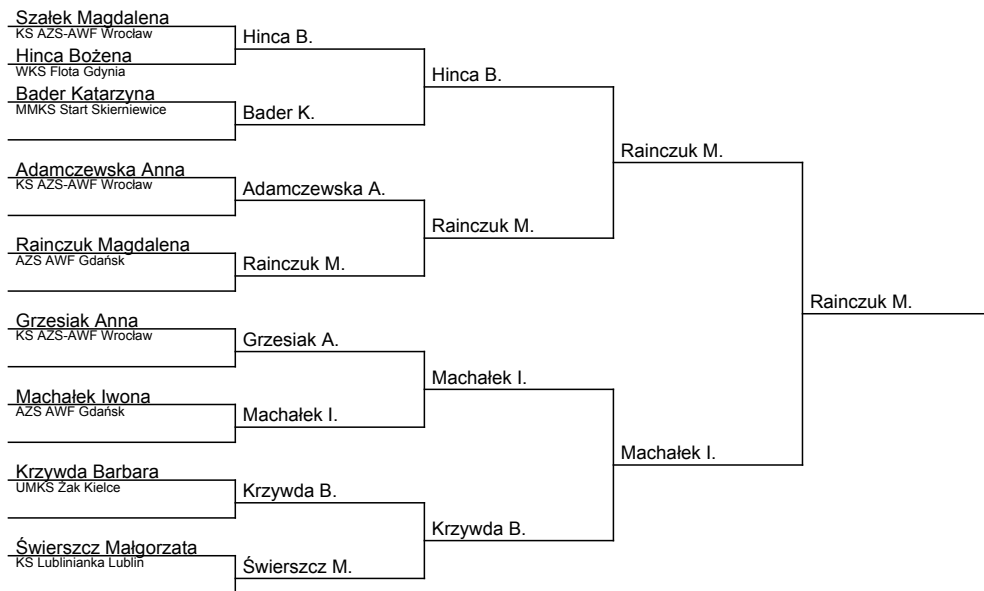 Szałek Magdalena
KS AZS-AWF Wrocław
Hinca Bożena
WKS Flota Gdynia
Bader Katarzyna
MMKS Start Skierniewice
Adamczewska Anna
KS AZS-AWF Wrocław
Rainczuk Magdalena
AZS AWF Gdańsk
Grzesiak Anna
KS AZS-AWF Wrocław
Machałek Iwona
AZS AWF Gdańsk
Krzywda Barbara
UMKS Żak Kielce
Świerszcz Małgorzata
KS Lublinianka Lublin
Hinca B.
Bader K.
Adamczewska A.
Rainczuk M.
Grzesiak A.
Machałek I.
Krzywda B.
Świerszcz M.
Hinca B.
Rainczuk M.
Machałek I.
Krzywda B.
Rainczuk M.
Machałek I.
Rainczuk M.